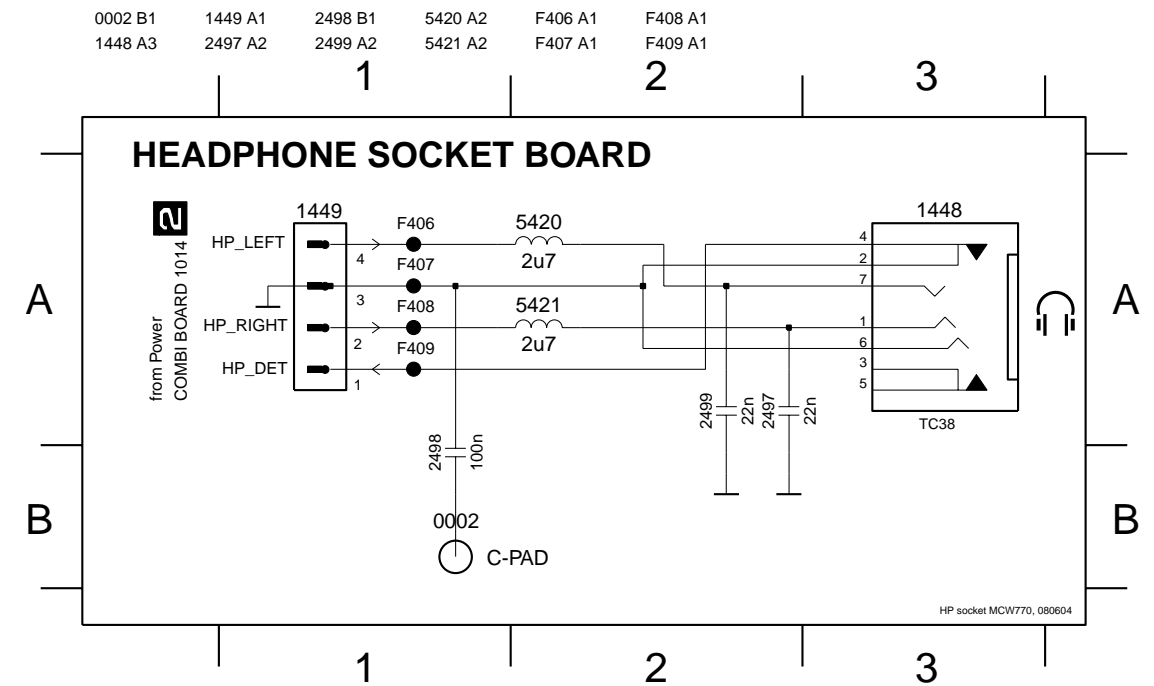 0002 B1 1449 A1 2498 B1 5420 A2 F406 A1 F408 A1
1448 A3 2497 A2 2499 A2 5421 A2 F407 A1 F409 A1
1 2 3
HEADPHONE SOCKET BOARD
2
from Power
COMBI BOARD 1014
1449
HP_LEFT
HP_RIGHT
HP_DET
4
3
2
1
F406
F407
F408
F409
5420
2u7
5421
2u7
1448
4
2
7
1
6
3
5
TC38
A
A
2499
22n
2497
22n
2498
100n
0002
C-PAD
B
B
HP socket MCW770, 080604
1 2 3